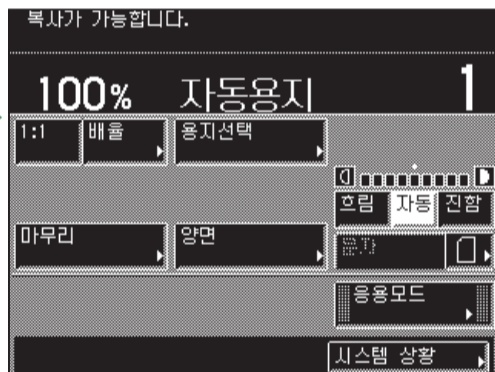 복사가 가능합니다.
100% 자동용지 1
1:1 배율 용지선택
흐림 자동 진함
마무리 양면 문자
응용모드
시스템 상황